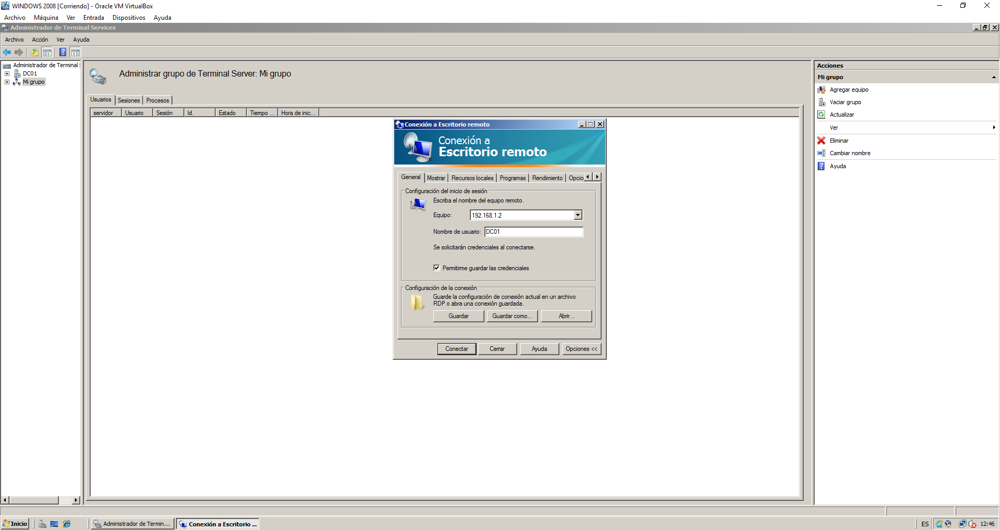 WINDOWS 2008 [Corriendo] - Oracle VM VirtualBox
Archivo Máquina Ver Entrada Dispositivos Ayuda
Administrador de Terminal Services
Archivo Acción Ver Ayuda
Administrador de Terminal S
DC01
Mi grupo
Administrar grupo de Terminal Server: Mi grupo
Usuarios Sesiones Procesos
servidor Usuario Sesión Id. Estado Tiempo ... Hora de inic...
Conexión a Escritorio remoto
Conexión a
Escritorio remoto
General Mostrar Recursos locales Programas Rendimiento Opcio
Configuración del inicio de sesión
Escriba el nombre del equipo remoto.
Equipo: 192.168.1.2
Nombre de usuario: DC01
Se solicitarán credenciales al conectarse.
Permitirme guardar las credenciales
Configuración de la conexión
Guarde la configuración de conexión actual en un archivo
RDP o abra una conexión guardada.
Guardar Guardar como... Abrir...
Conectar Cerrar Ayuda Opciones <<
Acciones
Mi grupo
Agregar equipo
Vaciar grupo
Actualizar
Ver
Eliminar
Cambiar nombre
Ayuda
Inicio Administrador de Termin... Conexión a Escritorio ... ES 12:46